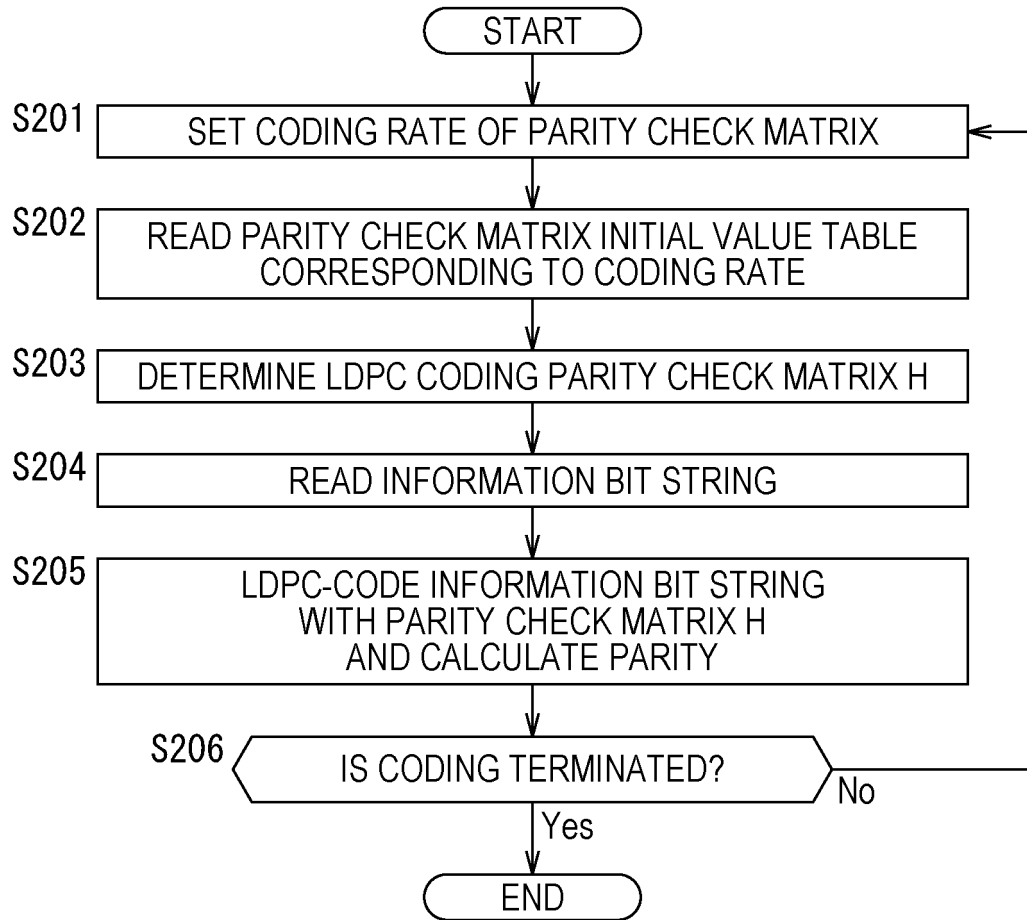 START
S201
SET CODING RATE OF PARITY CHECK MATRIX
S202
READ PARITY CHECK MATRIX INITIAL VALUE TABLE
CORRESPONDING TO CODING RATE
S203
DETERMINE LDPC CODING PARITY CHECK MATRIX H
S204
READ INFORMATION BIT STRING
S205
LDPC-CODE INFORMATION BIT STRING
WITH PARITY CHECK MATRIX H
AND CALCULATE PARITY
S206
IS CODING TERMINATED?
No
Yes
END